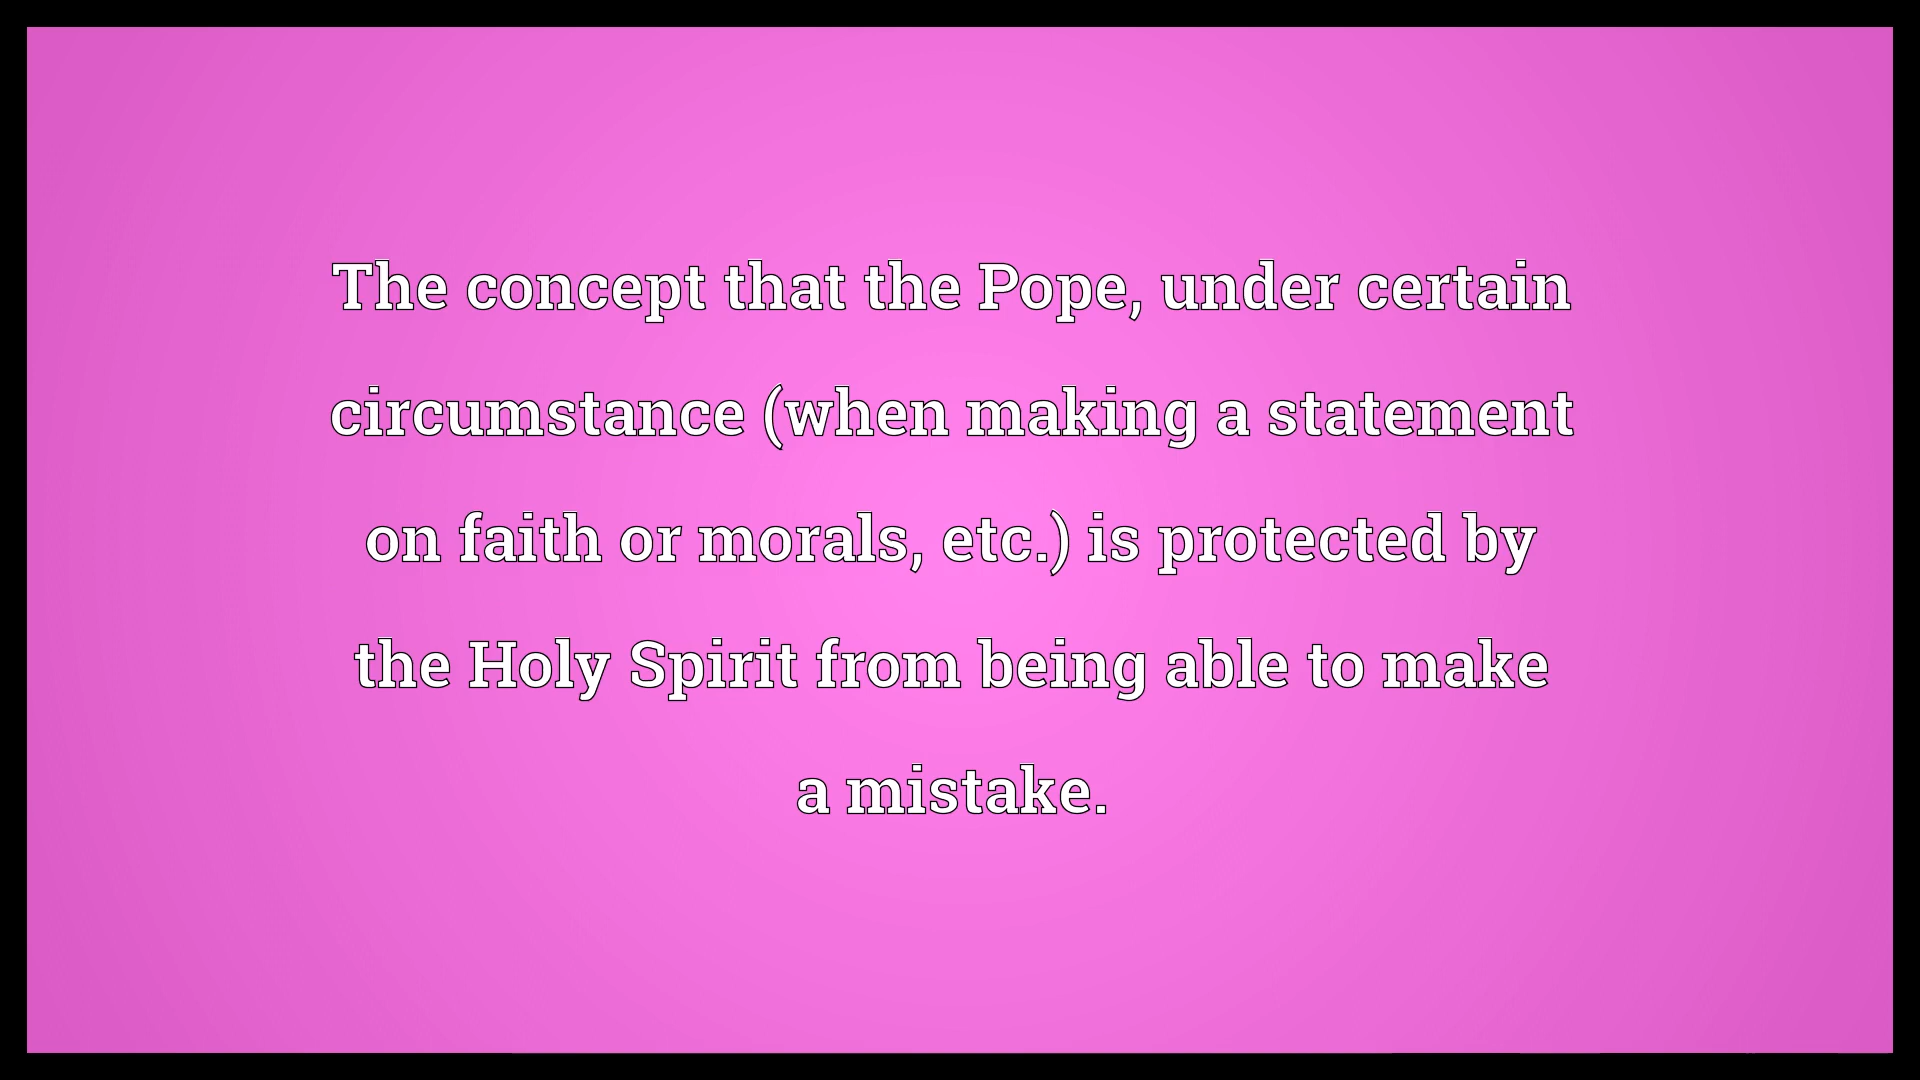 The concept that the Pope, under certain
circumstance (when making a statement
on faith or morals, etc.) is protected by
the Holy Spirit from being able to make
a mistake.